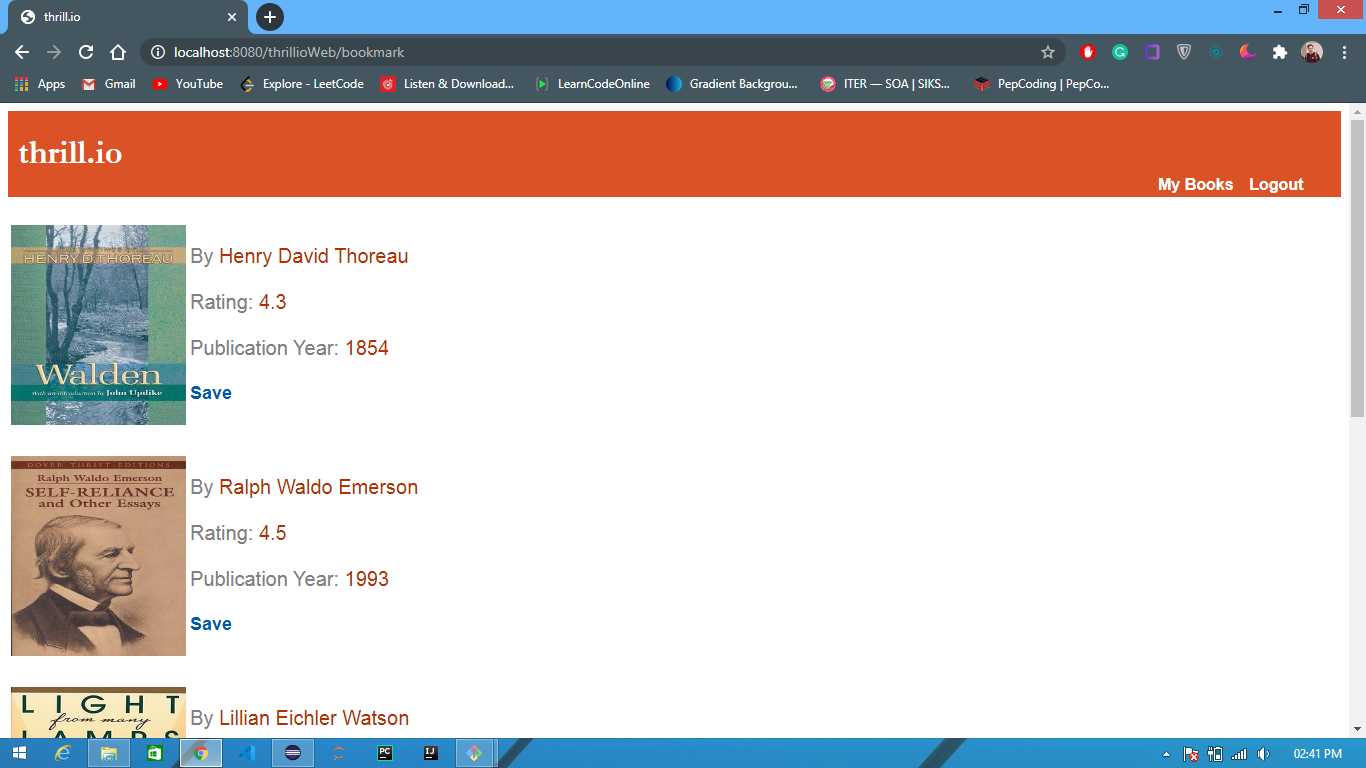 thrill.io
localhost:8080/thrillioWeb/bookmark
Apps Gmail YouTube Explore - LeetCode Listen & Download... LearnCodeOnline Gradient Backgrou... ITER — SOA | SIKS... PepCoding | PepCo...
thrill.io
My Books Logout
HENRY D. THOREAU
Walden
With an introduction by John Updike
By Henry David Thoreau
Rating: 4.3
Publication Year: 1854
Save
DOVER THRIFT EDITIONS
Ralph Waldo Emerson
SELF-RELIANCE
and Other Essays
By Ralph Waldo Emerson
Rating: 4.5
Publication Year: 1993
Save
LIGHT
from many
LAMPS
By Lillian Eichler Watson
PC
IJ
02:41 PM